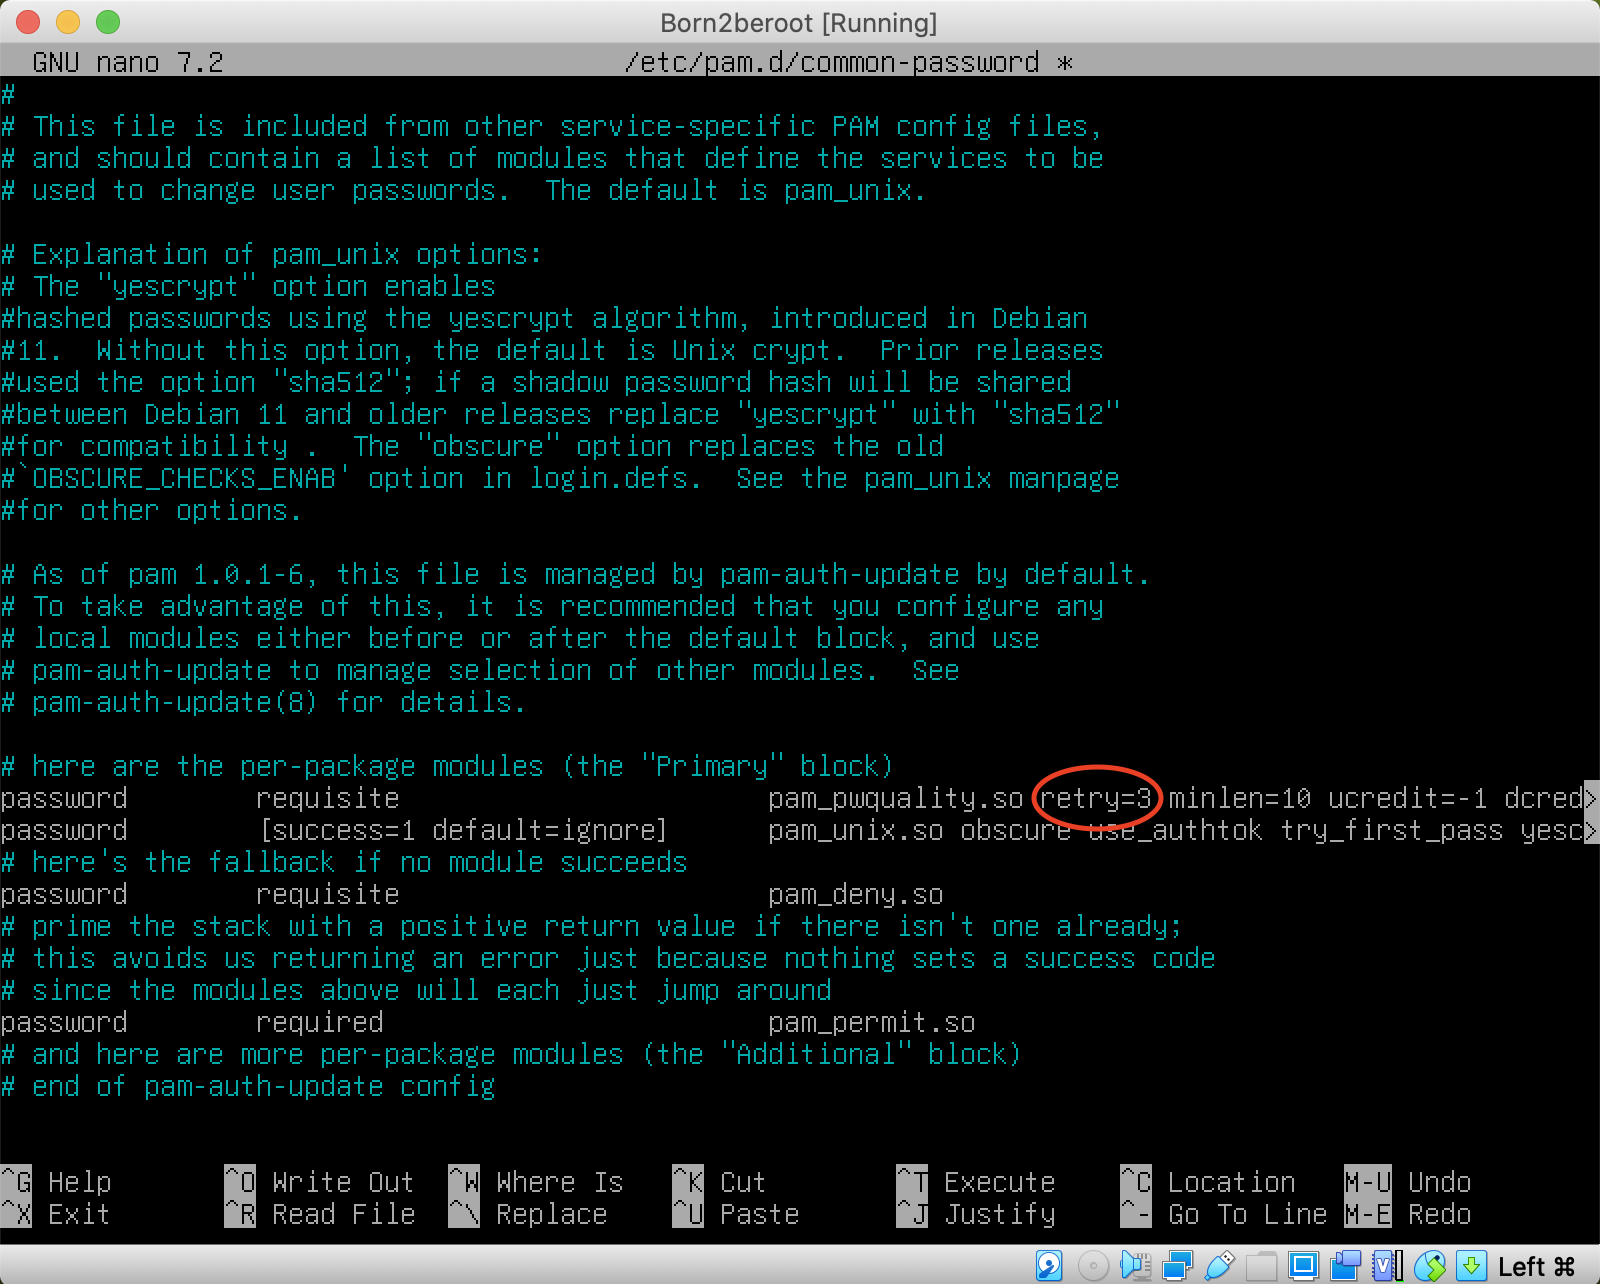 Born2beroot [Running]
GNU nano 7.2 /etc/pam.d/common-password *
#
# This file is included from other service-specific PAM config files,
# and should contain a list of modules that define the services to be
# used to change user passwords.  The default is pam_unix.
# Explanation of pam_unix options:
# The "yescrypt" option enables
#hashed passwords using the yescrypt algorithm, introduced in Debian
#11.  Without this option, the default is Unix crypt.  Prior releases
#used the option "sha512"; if a shadow password hash will be shared
#between Debian 11 and older releases replace "yescrypt" with "sha512"
#for compatibility .  The "obscure" option replaces the old
#`OBSCURE_CHECKS_ENAB' option in login.defs.  See the pam_unix manpage
#for other options.
# As of pam 1.0.1-6, this file is managed by pam-auth-update by default.
# To take advantage of this, it is recommended that you configure any
# local modules either before or after the default block, and use
# pam-auth-update to manage selection of other modules.  See
# pam-auth-update(8) for details.
# here are the per-package modules (the "Primary" block)
password        requisite                       pam_pwquality.so retry=3 minlen=10 ucredit=-1 dcred>
password        [success=1 default=ignore]      pam_unix.so obscure use_authtok try_first_pass yesc>
# here's the fallback if no module succeeds
password        requisite                       pam_deny.so
# prime the stack with a positive return value if there isn't one already;
# this avoids us returning an error just because nothing sets a success code
# since the modules above will each just jump around
password        required                        pam_permit.so
# and here are more per-package modules (the "Additional" block)
# end of pam-auth-update config
^G Help ^O Write Out ^W Where Is ^K Cut ^T Execute ^C Location M-U Undo
^X Exit ^R Read File ^\ Replace ^U Paste ^J Justify ^- Go To Line M-E Redo
Left ⌘